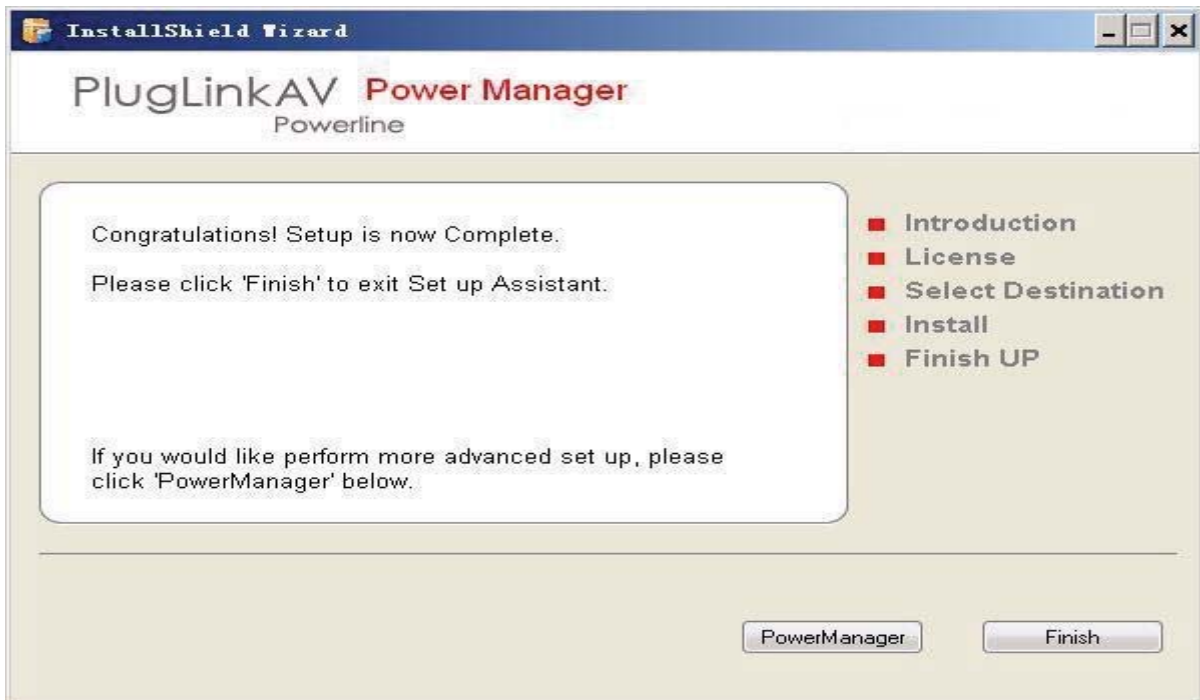 InstallShield Wizard
PlugLinkAV Power Manager
Powerline
Congratulations! Setup is now Complete.
Please click 'Finish' to exit Set up Assistant.
If you would like perform more advanced set up, please
click 'PowerManager' below.
Introduction
License
Select Destination
Install
Finish UP
PowerManager
Finish